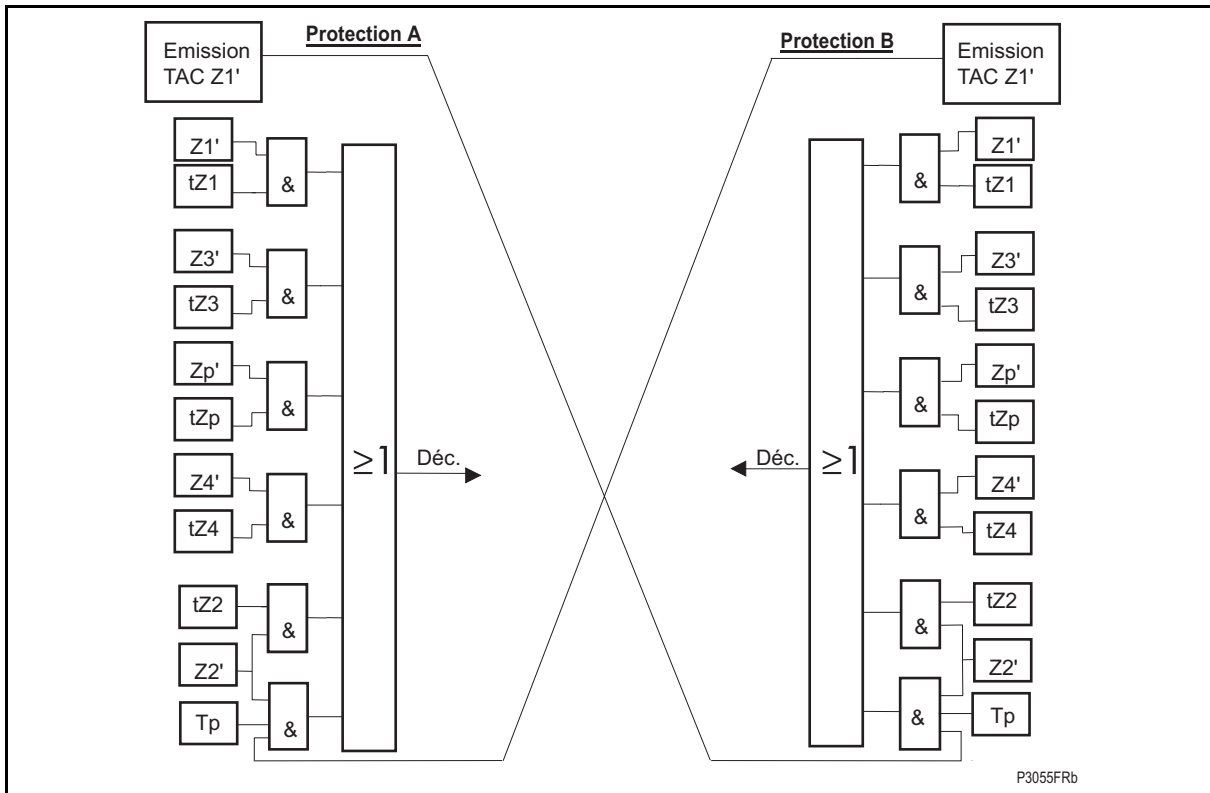 Emission
TAC Z1'
Protection A
Protection B
Emission
TAC Z1'
Z1'
tZ1
&
Z3'
tZ3
&
Zp'
tZp
&
Z4'
tZ4
&
tZ2
&
Z2'
Tp
&
≥1
Déc.
Déc.
≥1
&
Z1'
tZ1
&
Z3'
tZ3
&
Zp'
tZp
&
Z4'
tZ4
&
tZ2
Z2'
&
Tp
P3055FRb